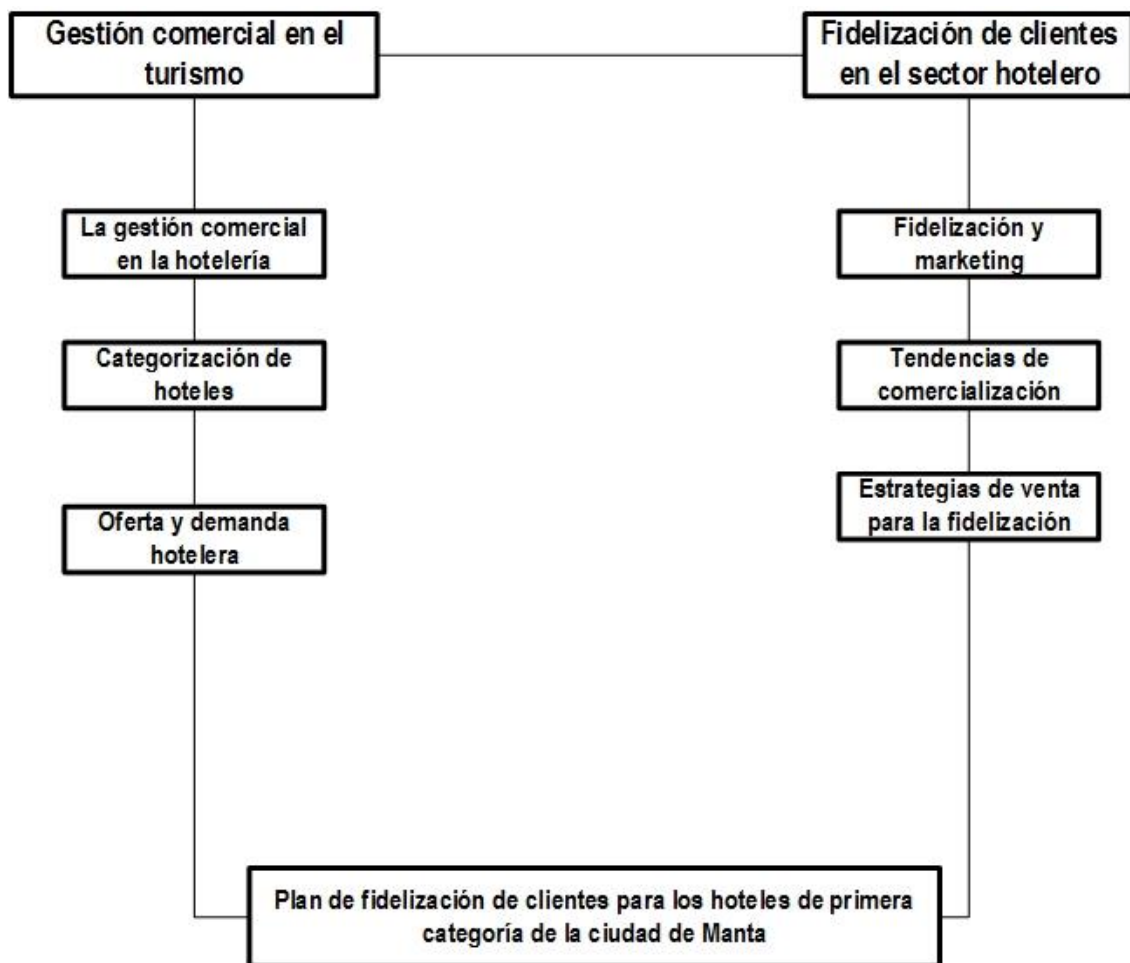 Gestión comercial en el
turismo
Fidelización de clientes
en el sector hotelero
La gestión comercial
en la hotelería
Fidelización y
marketing
Categorización de
hoteles
Tendencias de
comercialización
Oferta y demanda
hotelera
Estrategias de venta
para la fidelización
Plan de fidelización de clientes para los hoteles de primera
categoría de la ciudad de Manta